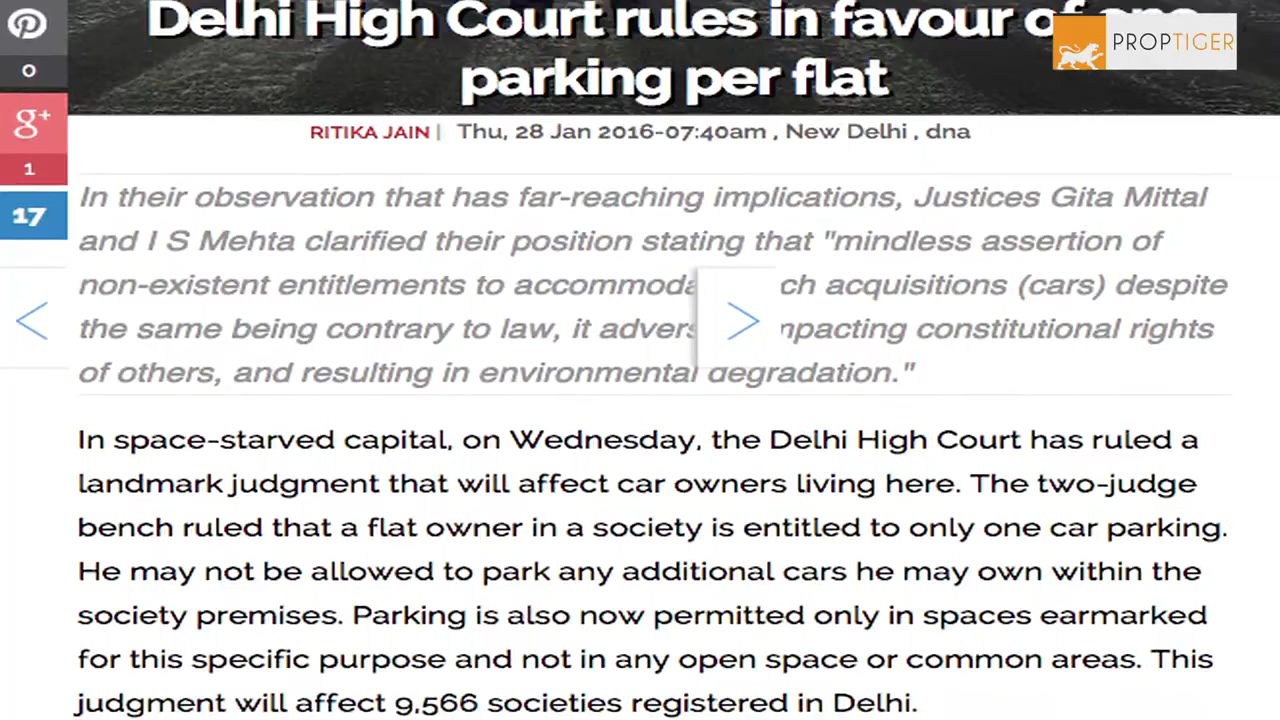 Delhi High Court rules in favour of one
parking per flat
PROPTIGER
0
g+
1
17
RITIKA JAIN | Thu, 28 Jan 2016-07:40am , New Delhi , dna
In their observation that has far-reaching implications, Justices Gita Mittal
and I S Mehta clarified their position stating that "mindless assertion of
non-existent entitlements to accommoda ch acquisitions (cars) despite
the same being contrary to law, it advers mpacting constitutional rights
of others, and resulting in environmental degradation."
In space-starved capital, on Wednesday, the Delhi High Court has ruled a
landmark judgment that will affect car owners living here. The two-judge
bench ruled that a flat owner in a society is entitled to only one car parking.
He may not be allowed to park any additional cars he may own within the
society premises. Parking is also now permitted only in spaces earmarked
for this specific purpose and not in any open space or common areas. This
judgment will affect 9,566 societies registered in Delhi.